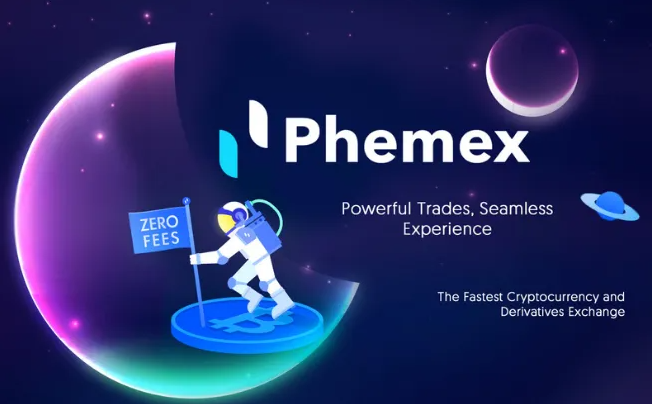 Phemex
Powerful Trades, Seamless
Experience
ZERO
FEES
The Fastest Cryptocurrency and
Derivatives Exchange